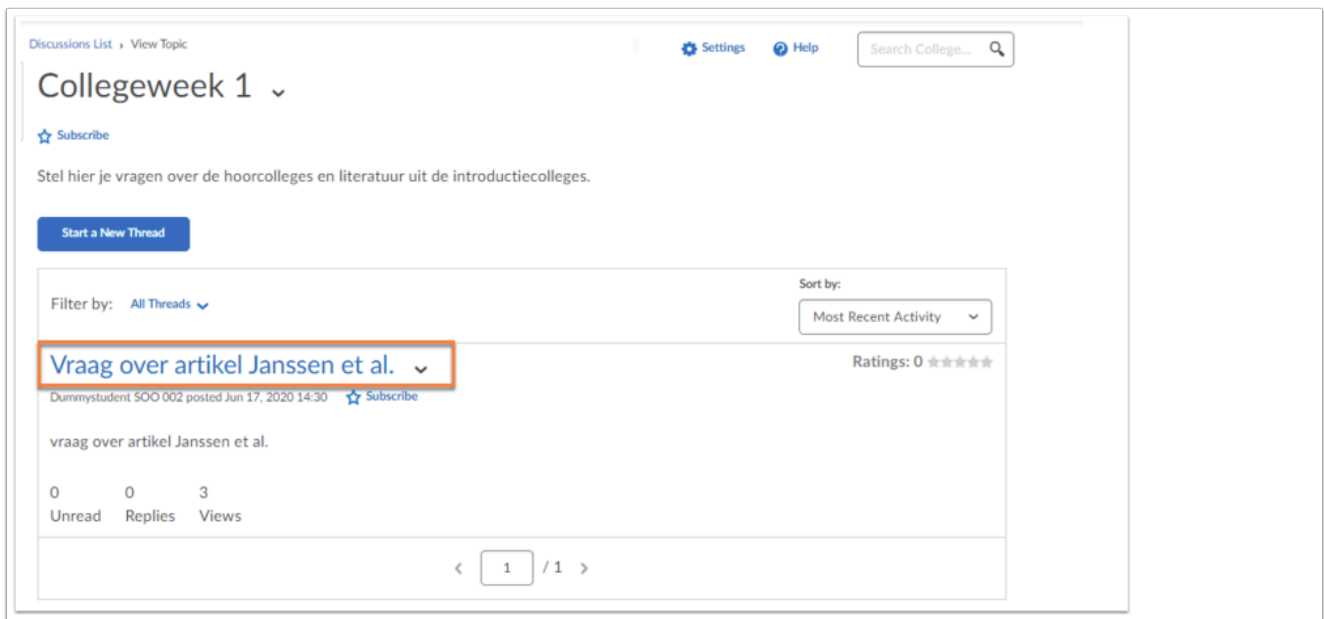 Discussions List › View Topic
Settings Help Search College...
Collegeweek 1
Subscribe
Stel hier je vragen over de hoorcolleges en literatuur uit de introductiecolleges.
Start a New Thread
Sort by:
Filter by: All Threads
Most Recent Activity
Vraag over artikel Janssen et al.
Ratings: 0
Dummystudent SOO 002 posted Jun 17, 2020 14:30 Subscribe
vraag over artikel Janssen et al.
0 0 3
Unread Replies Views
1 / 1